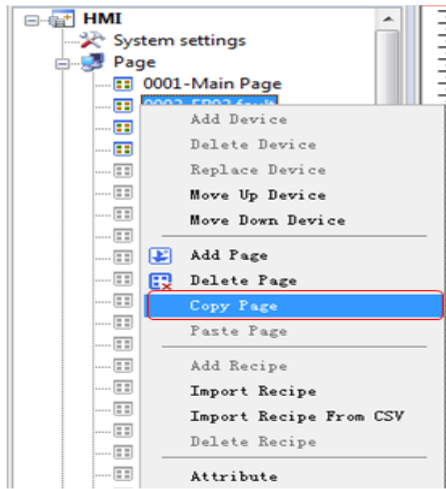 HMI
System settings
Page
0001-Main Page
Add Device
Delete Device
Replace Device
Move Up Device
Move Down Device
Add Page
Delete Page
Copy Page
Paste Page
Add Recipe
Import Recipe
Import Recipe From CSV
Delete Recipe
Attribute